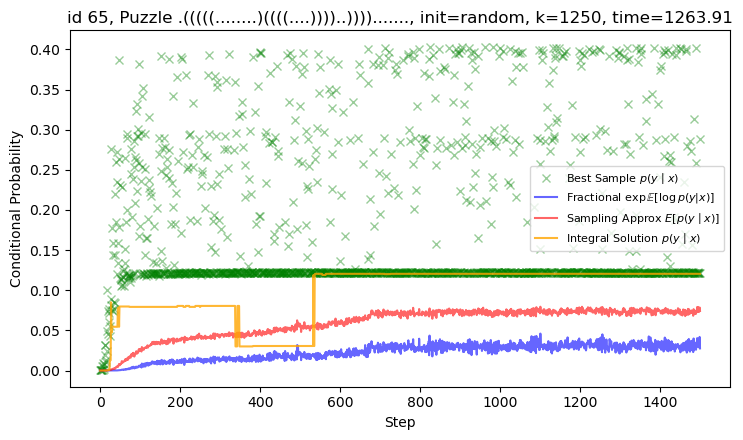 id 65, Puzzle .(((((........)((((....))))..))))......., init=random, k=1250, time=1263.91
Conditional Probability
0.40
0.35
0.30
0.25
0.20
0.15
0.10
0.05
0.00
Best Sample p(y | x)
Fractional exp 𝔼[log p(y|x)]
Sampling Approx E[p(y | x)]
Integral Solution p(y | x)
0 200 400 600 800 1000 1200 1400
Step